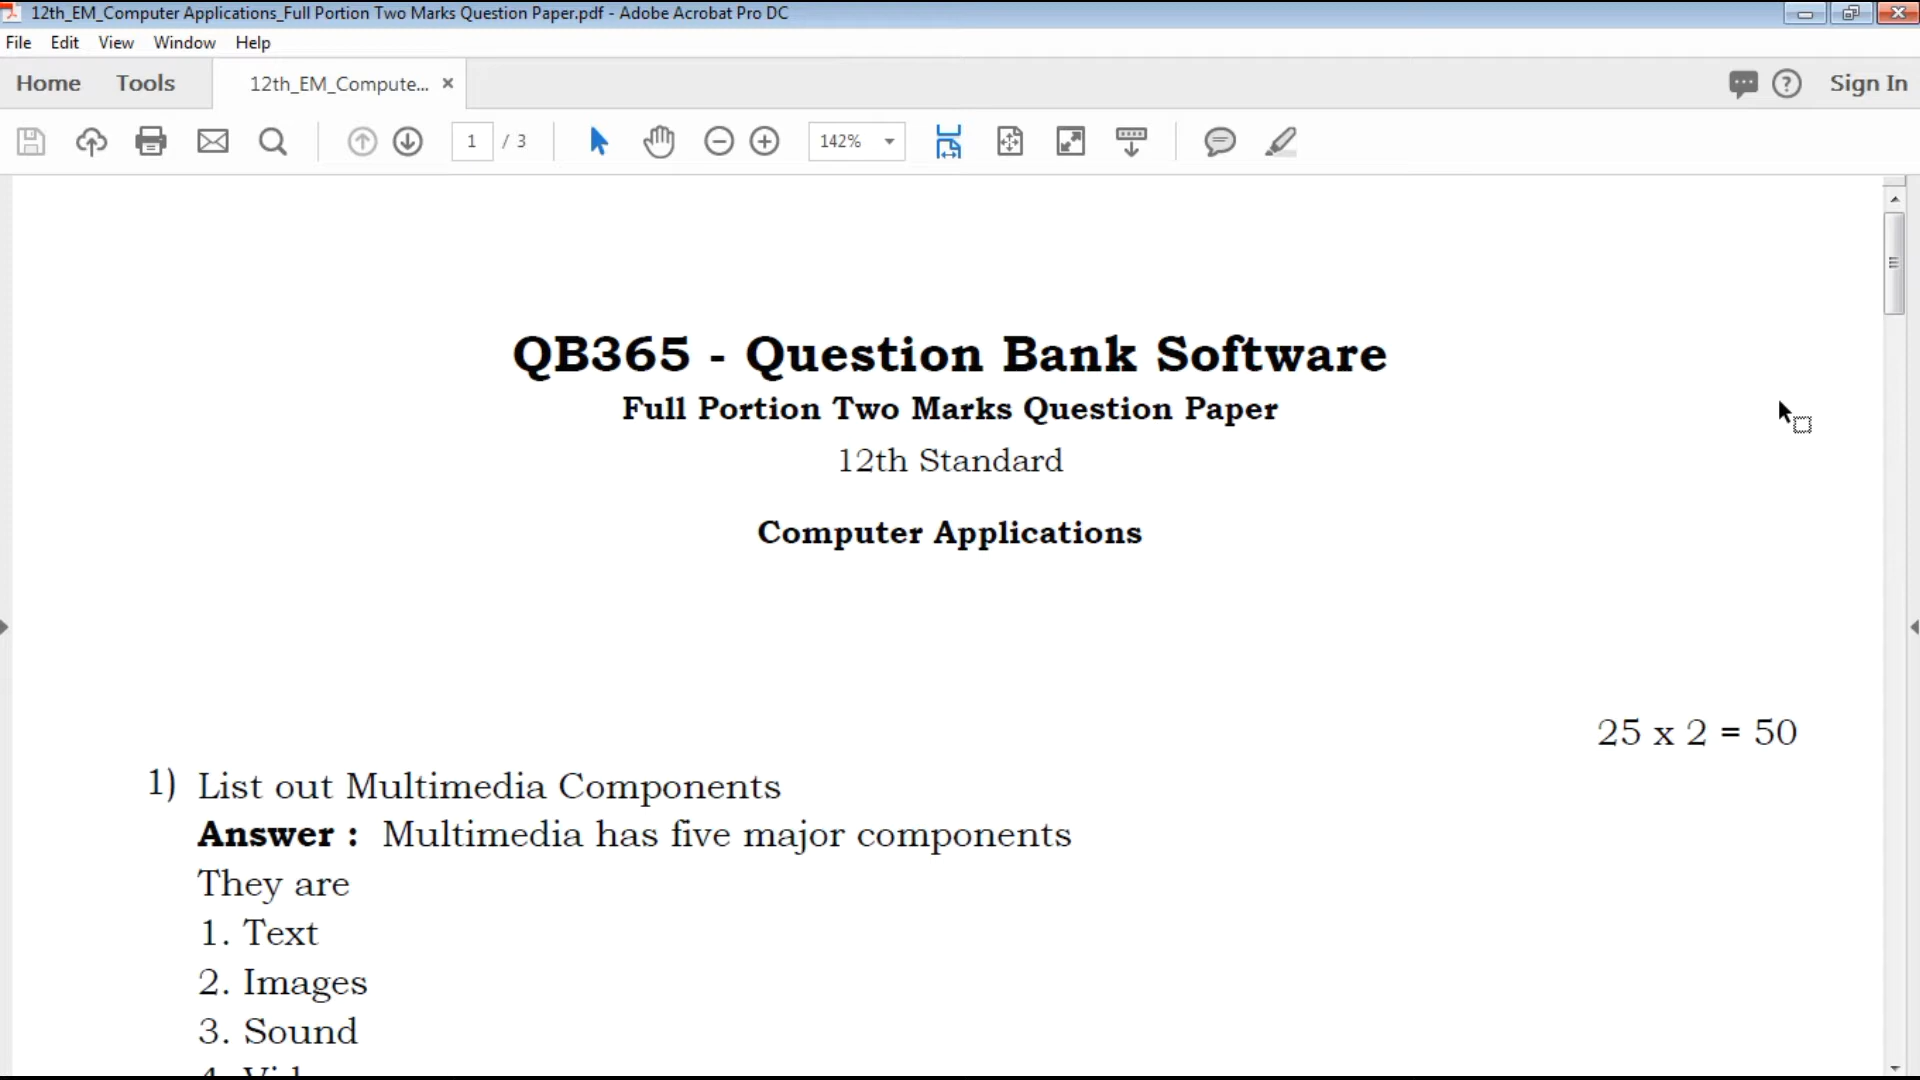 12th_EM_Computer Applications_Full Portion Two Marks Question Paper.pdf - Adobe Acrobat Pro DC
File Edit View Window Help
Home Tools 12th_EM_Compute... × Sign In
1 / 3 142%
QB365 - Question Bank Software
Full Portion Two Marks Question Paper
12th Standard
Computer Applications
25 x 2 = 50
1) List out Multimedia Components
Answer : Multimedia has five major components
They are
1. Text
2. Images
3. Sound